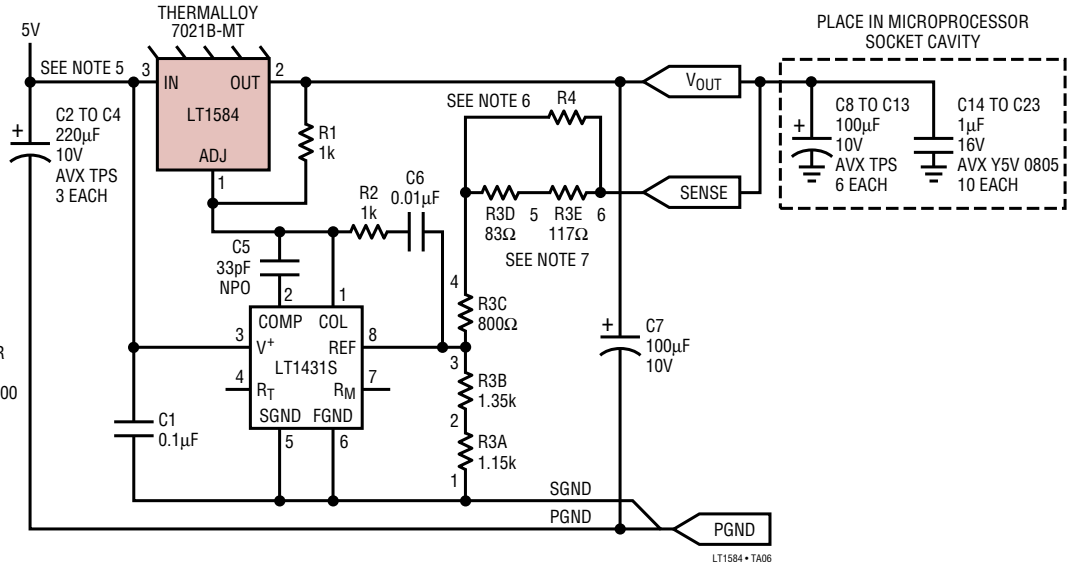 THERMALLOY
7021B-MT
5V
SEE NOTE 5
3
IN
OUT
2
LT1584
ADJ
1
+
C2 TO C4
220µF
10V
AVX TPS
3 EACH
R1
1k
R2
1k
C6
0.01µF
C5
33pF
NPO
2
1
COMP
COL
3
V+
REF
8
LT1431S
4
RT
RM
7
SGND
FGND
5
6
C1
0.1µF
R
00
SEE NOTE 6
R4
R3D
83Ω
5
R3E
117Ω
6
SEE NOTE 7
4
R3C
800Ω
3
R3B
1.35k
2
R3A
1.15k
1
+
C7
100µF
10V
VOUT
SENSE
SGND
PGND
PGND
PLACE IN MICROPROCESSOR
SOCKET CAVITY
+
C8 TO C13
100µF
10V
AVX TPS
6 EACH
C14 TO C23
1µF
16V
AVX Y5V 0805
10 EACH
LT1584 • TA06